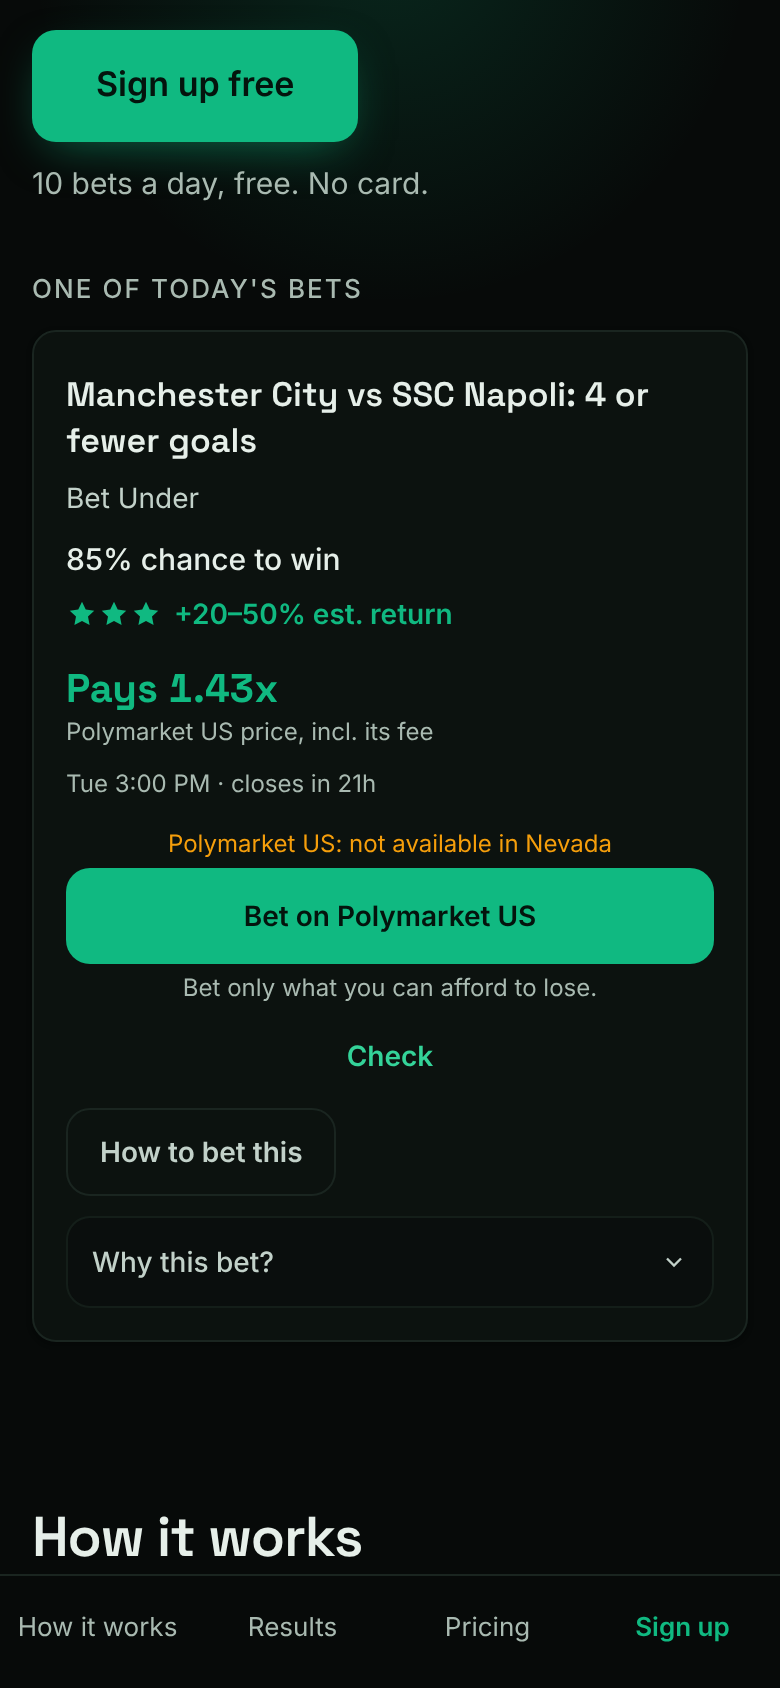 Sign up free
10 bets a day, free. No card.
ONE OF TODAY'S BETS
Manchester City vs SSC Napoli: 4 or
fewer goals
Bet Under
85% chance to win
★★★ +20–50% est. return
Pays 1.43x
Polymarket US price, incl. its fee
Tue 3:00 PM · closes in 21h
Polymarket US: not available in Nevada
Bet on Polymarket US
Bet only what you can afford to lose.
Check
How to bet this
Why this bet?
How it works
How it works Results Pricing Sign up